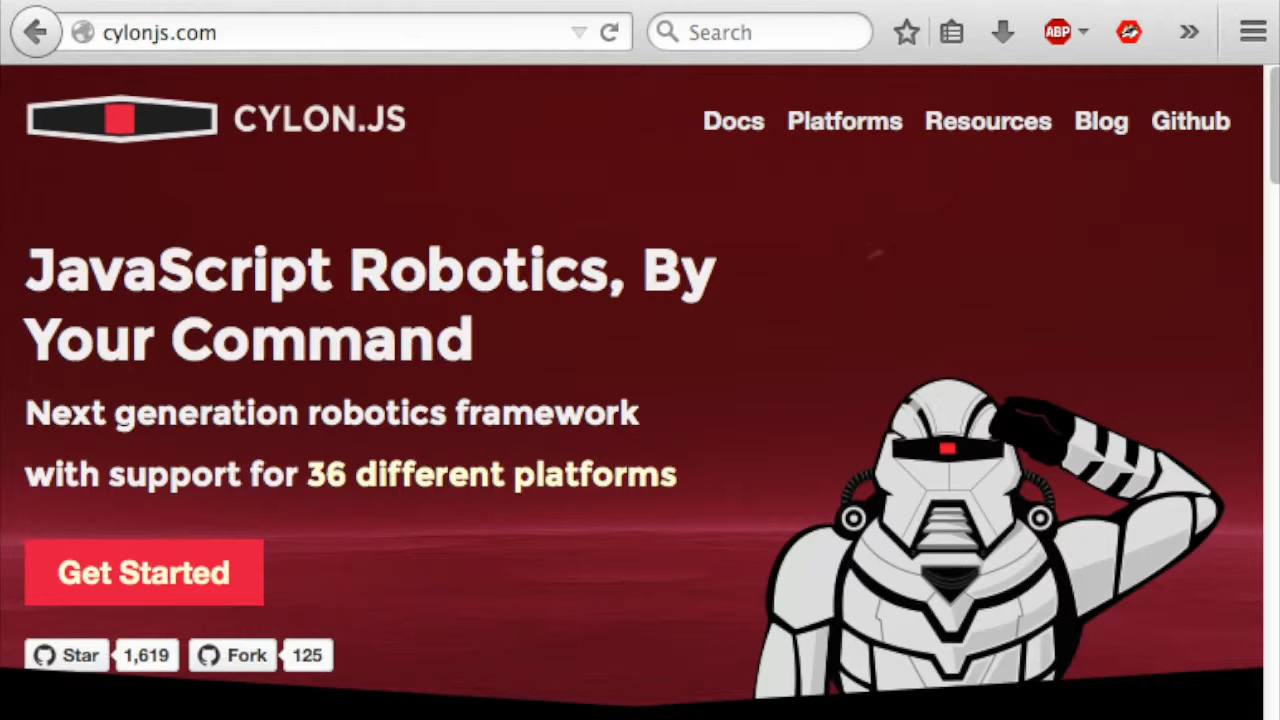 cylonjs.com
Search
ABP
CYLON.JS
Docs Platforms Resources Blog Github
JavaScript Robotics, By
Your Command
Next generation robotics framework
with support for 36 different platforms
Get Started
Star 1,619 Fork 125